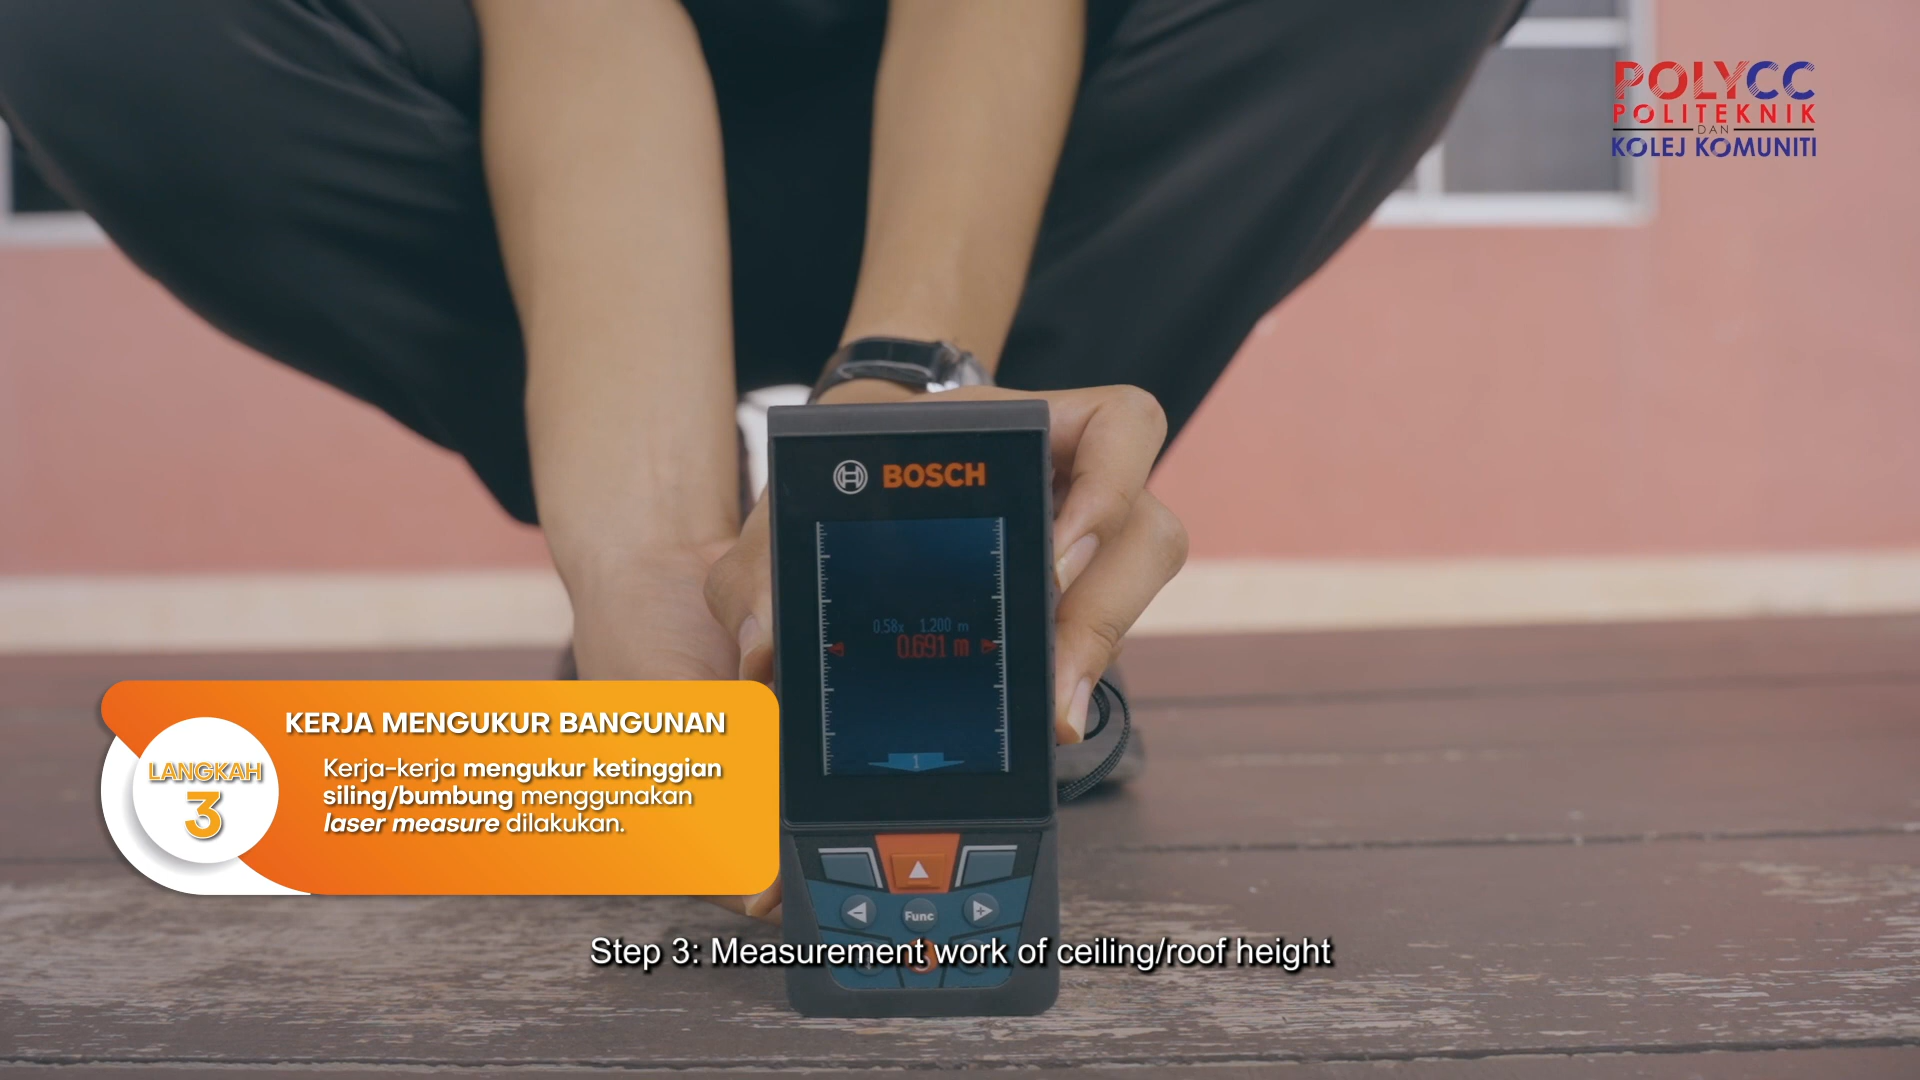 POLYCC
POLITEKNIK
DAN
KOLEJ KOMUNITI
BOSCH
0.58x 1.200 m
0.691 m
1
KERJA MENGUKUR BANGUNAN
LANGKAH
3
Kerja-kerja mengukur ketinggian
siling/bumbung menggunakan
laser measure dilakukan.
Func
Step 3: Measurement work of ceiling/roof height